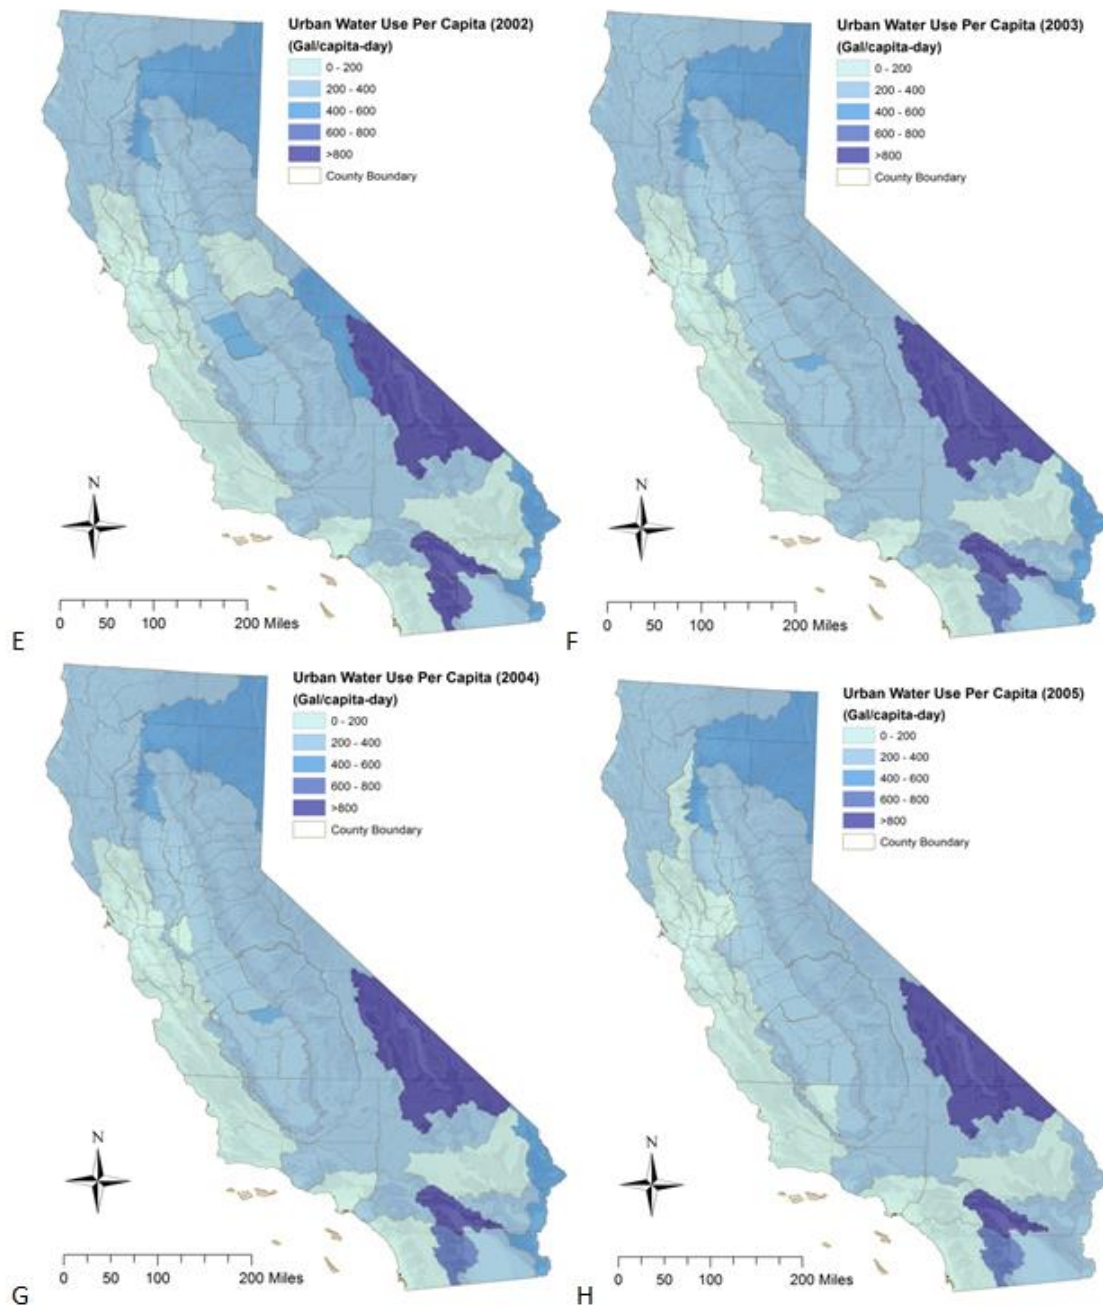 Urban Water Use Per Capita (2002)
(Gal/capita-day)
0 - 200
200 - 400
400 - 600
600 - 800
>800
County Boundary
N
0 50 100 200 Miles
E
Urban Water Use Per Capita (2003)
(Gal/capita-day)
0 - 200
200 - 400
400 - 600
600 - 800
>800
County Boundary
N
0 50 100 200 Miles
F
Urban Water Use Per Capita (2004)
(Gal/capita-day)
0 - 200
200 - 400
400 - 600
600 - 800
>800
County Boundary
N
0 50 100 200 Miles
G
Urban Water Use Per Capita (2005)
(Gal/capita-day)
0 - 200
200 - 400
400 - 600
600 - 800
>800
County Boundary
N
0 50 100 200 Miles
H